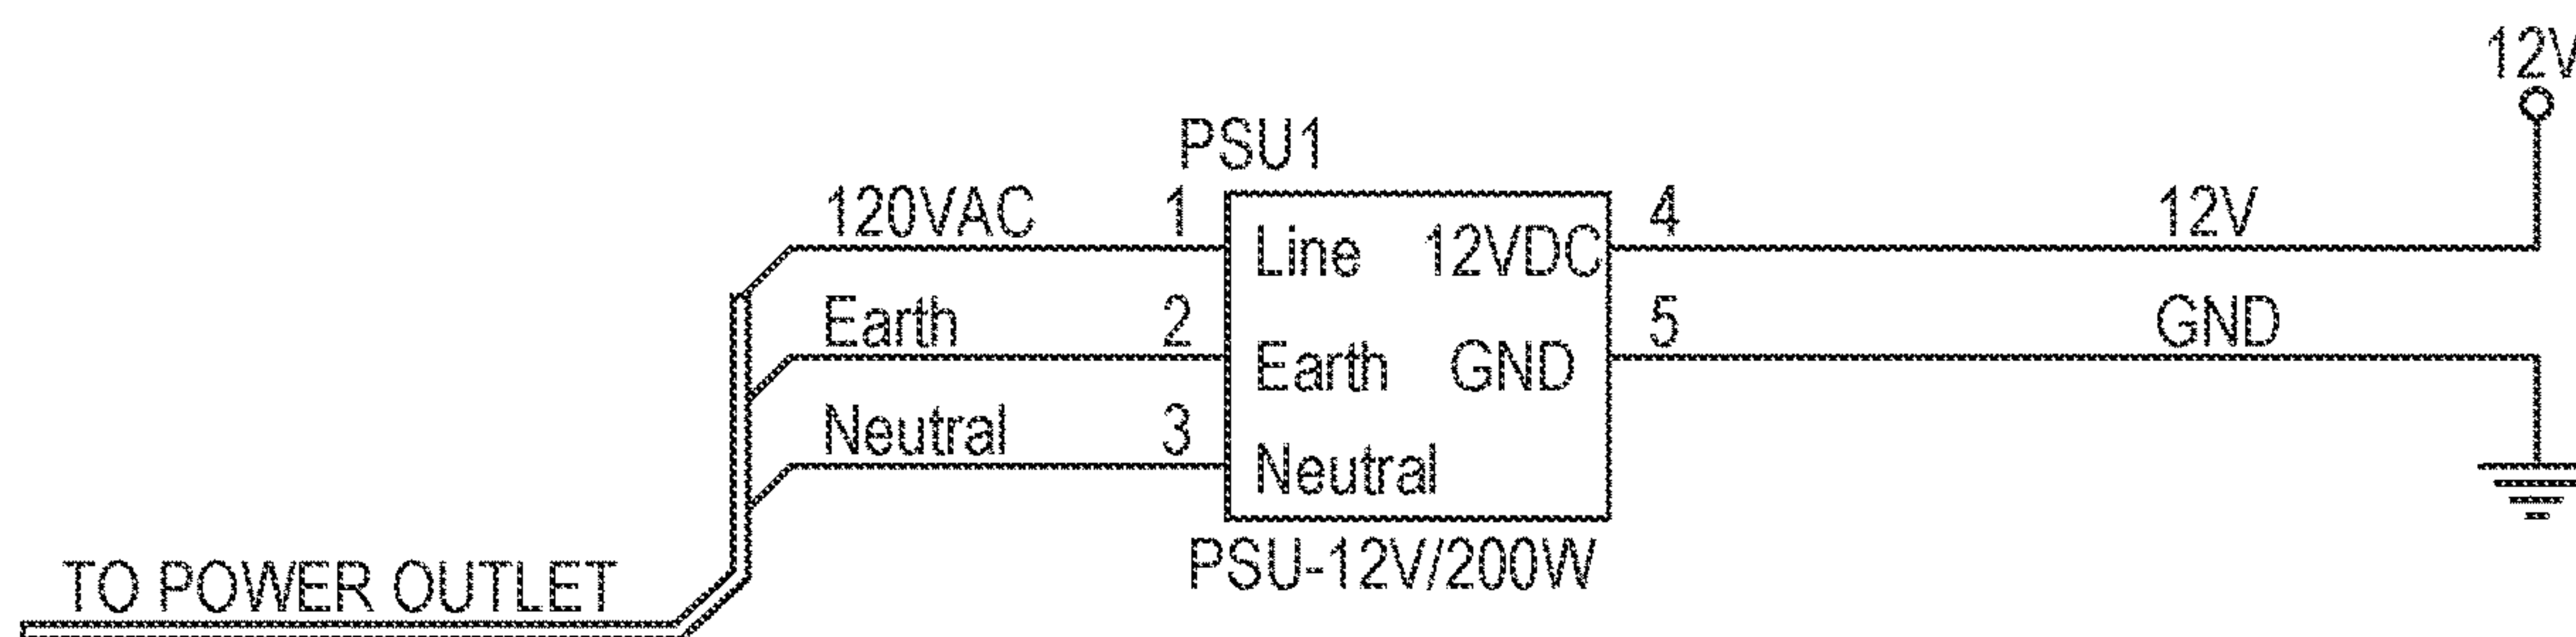 12V
PSU1
120VAC 1 Line 12VDC 4 12V
Earth 2 Earth GND 5 GND
Neutral 3 Neutral
PSU-12V/200W
TO POWER OUTLET